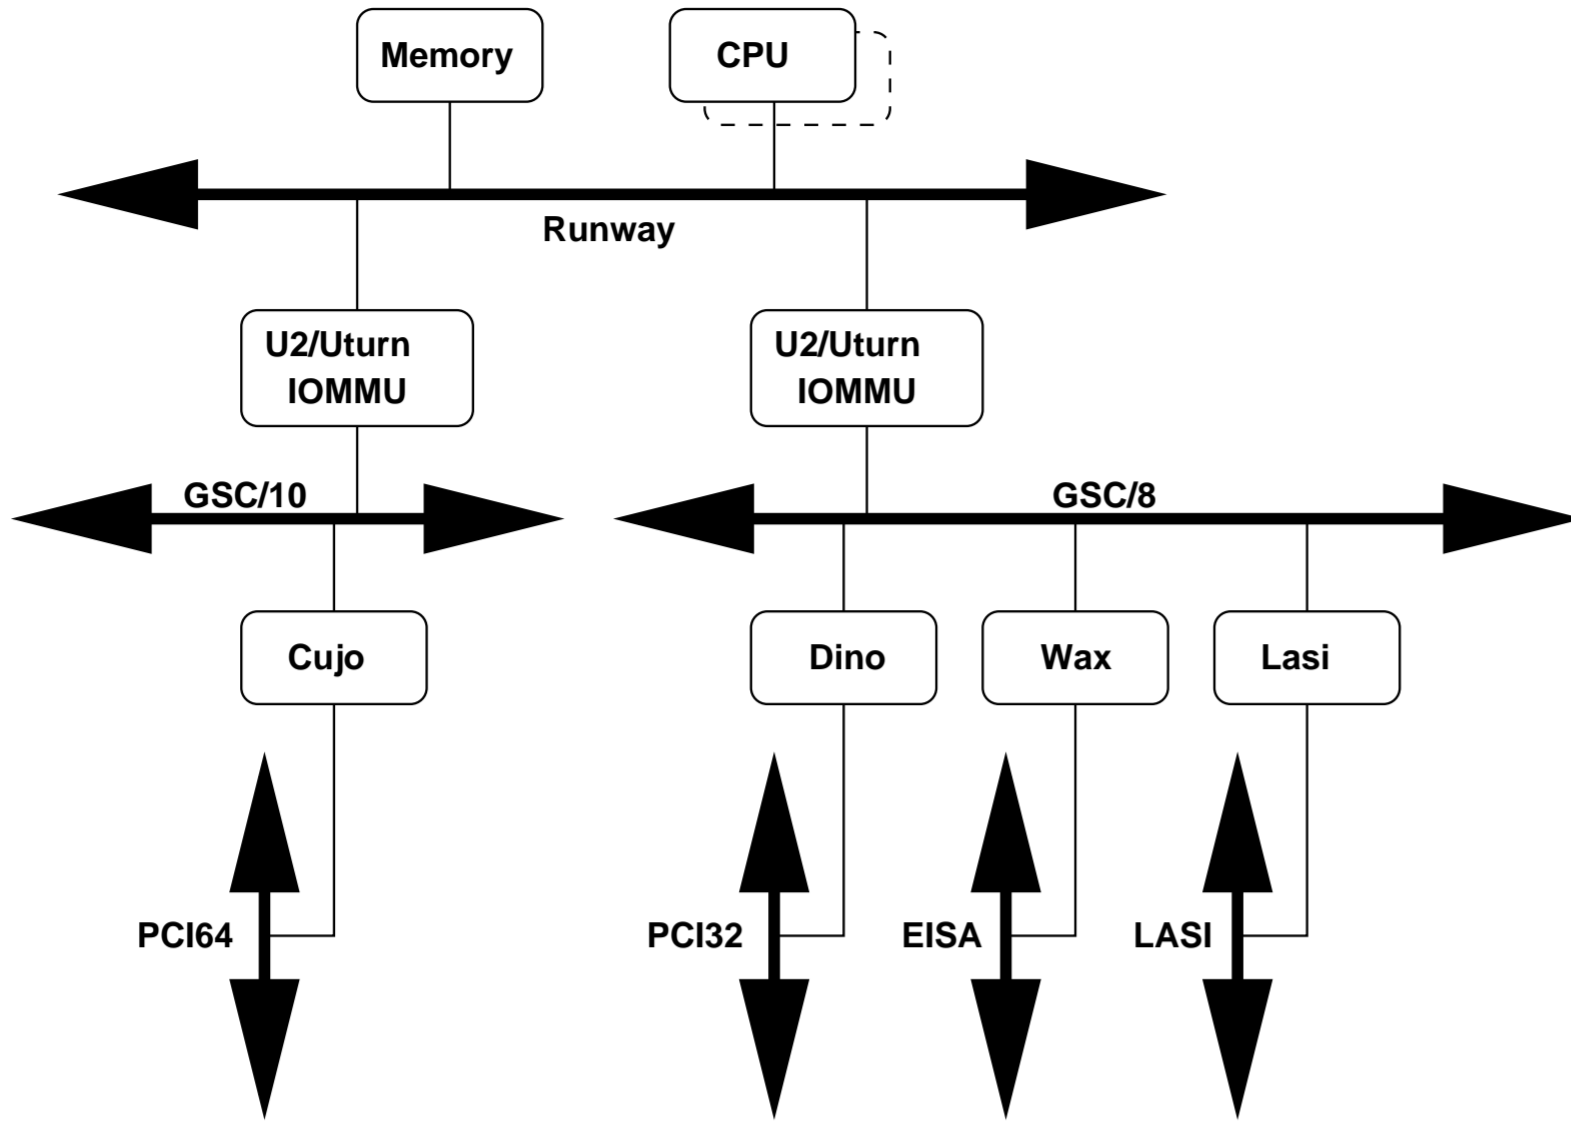 Memory
CPU
Runway
U2/Uturn
IOMMU
U2/Uturn
IOMMU
GSC/10
GSC/8
Cujo
Dino
Wax
Lasi
PCI64
PCI32
EISA
LASI